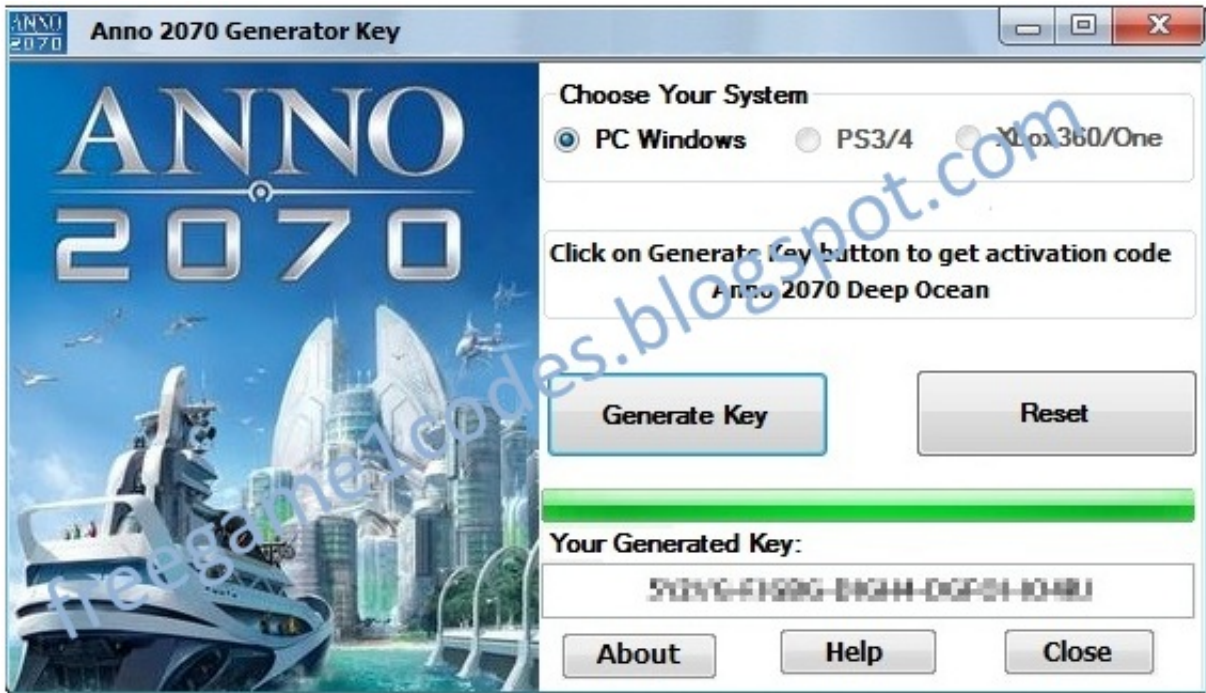 ANNO
2070
Anno 2070 Generator Key
ANNO
2070
Choose Your System
PC Windows
PS3/4
Xbox360/One
Click on Generate Key button to get activation code
Anno 2070 Deep Ocean
Generate Key
Reset
Your Generated Key:
About
Help
Close
freegame1codes.blogspot.com